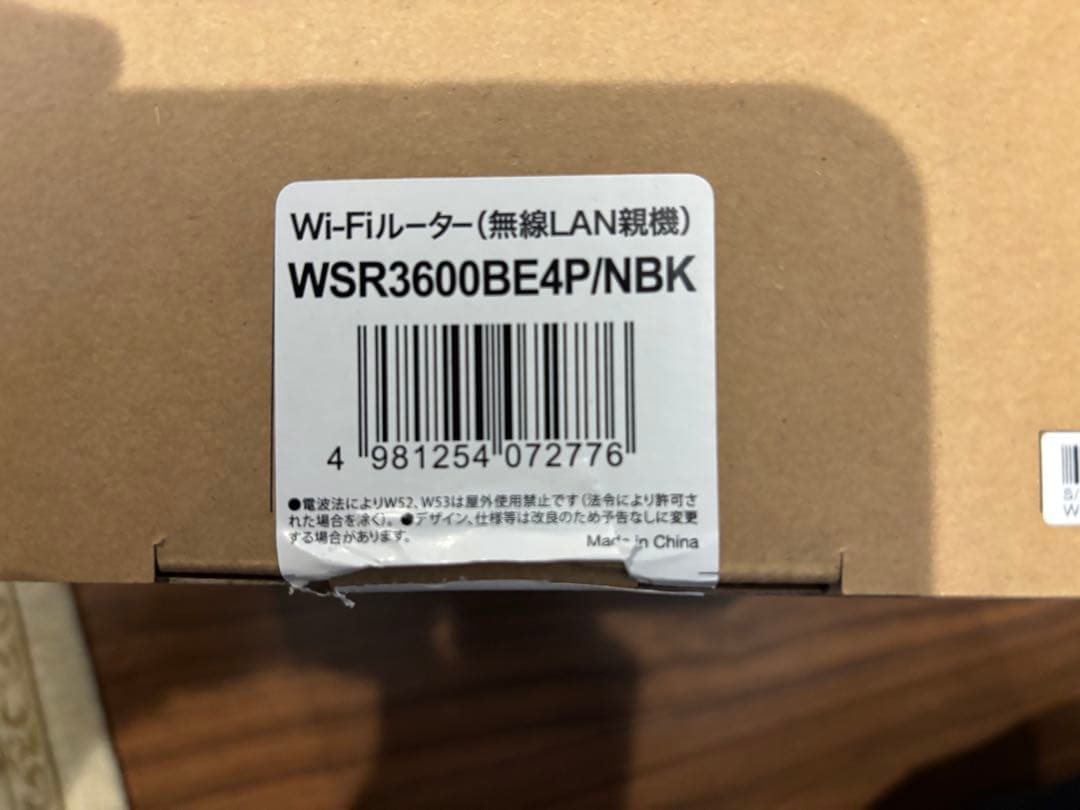 Wi-Fiルーター(無線LAN親機)
WSR3600BE4P/NBK
4 981254 072776
●電波法によりW52、W53は屋外使用禁止です(法令により許可さ
れた場合を除く)。●デザイン、仕様等は改良のため予告なしに変更
する場合があります。
Made in China
S/
W